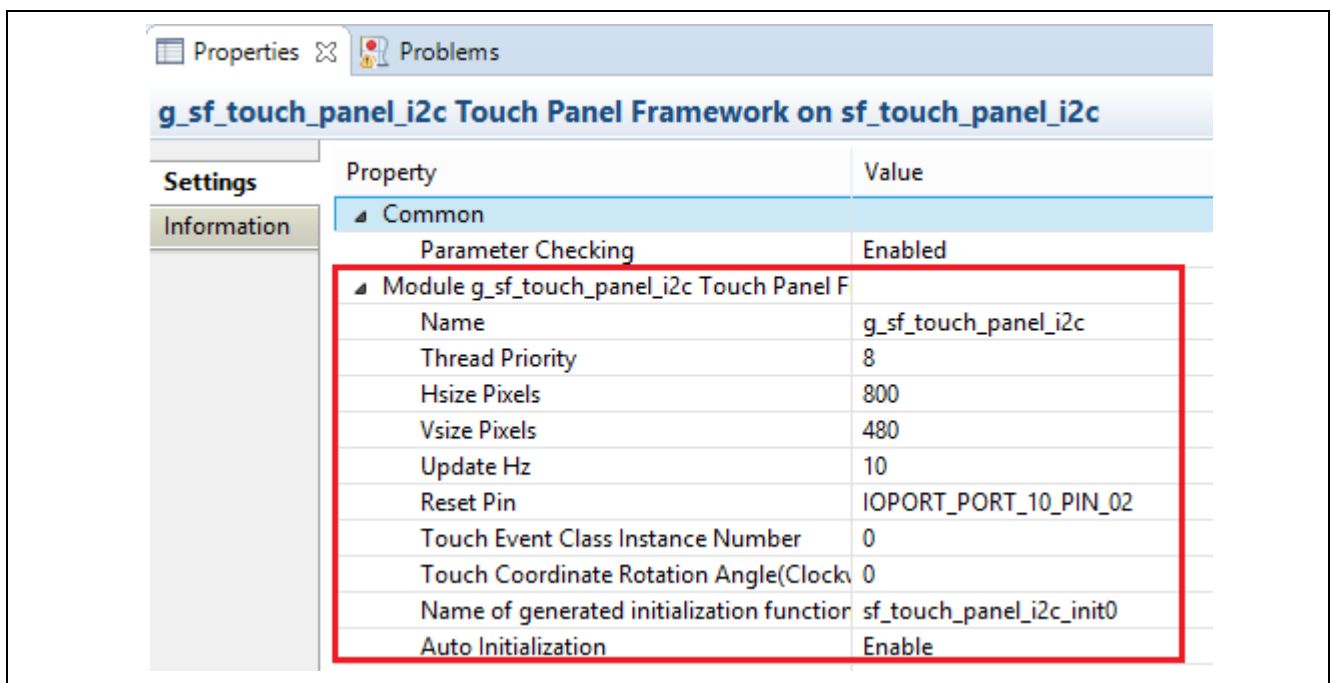 Properties Problems
g_sf_touch_panel_i2c Touch Panel Framework on sf_touch_panel_i2c
Settings
Information
Property Value
Common
Parameter Checking Enabled
Module g_sf_touch_panel_i2c Touch Panel F
Name g_sf_touch_panel_i2c
Thread Priority 8
Hsize Pixels 800
Vsize Pixels 480
Update Hz 10
Reset Pin IOPORT_PORT_10_PIN_02
Touch Event Class Instance Number 0
Touch Coordinate Rotation Angle(Clockw 0
Name of generated initialization function sf_touch_panel_i2c_init0
Auto Initialization Enable